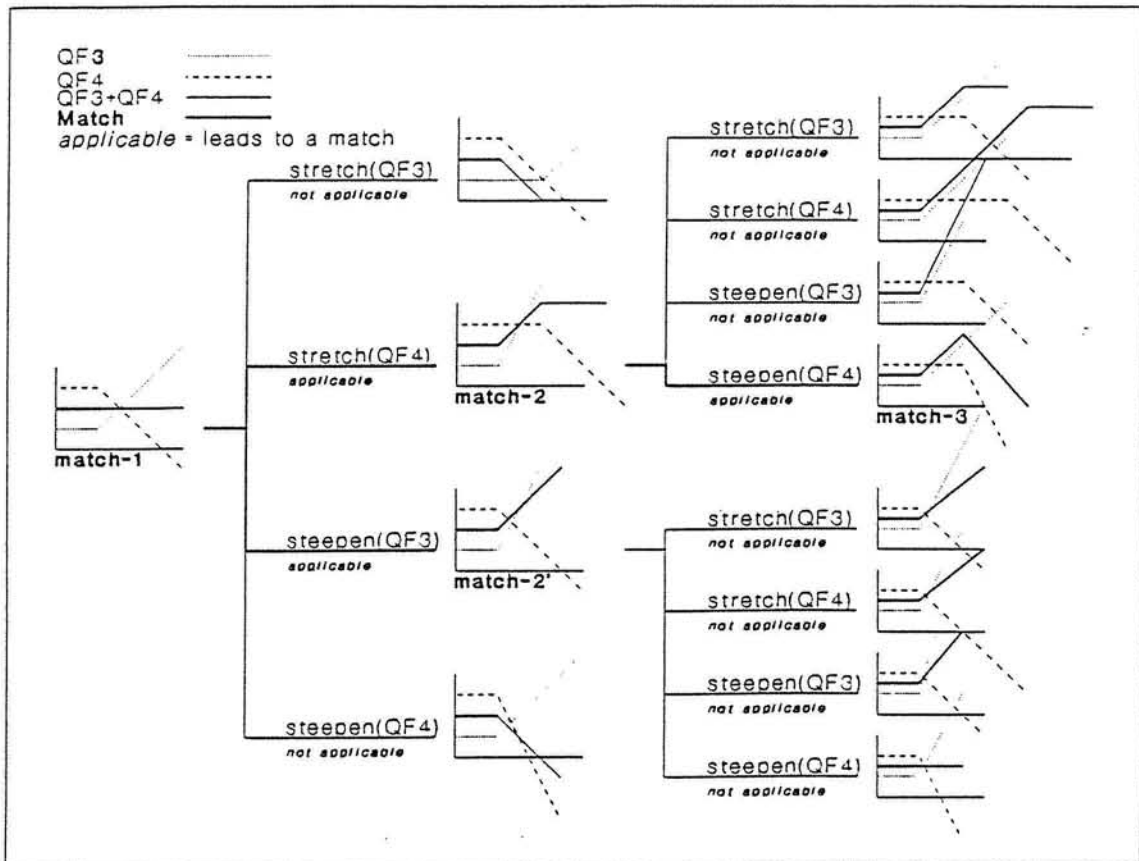 QF3
QF4
QF3+QF4
Match
applicable = leads to a match
match-1
stretch(QF3)
not applicable
stretch(QF4)
applicable
match-2
steepen(QF3)
applicable
match-2'
steepen(QF4)
not applicable
stretch(QF3)
not applicable
stretch(QF4)
not applicable
steepen(QF3)
not applicable
steepen(QF4)
applicable
match-3
stretch(QF3)
not applicable
stretch(QF4)
not applicable
steepen(QF3)
not applicable
steepen(QF4)
not applicable